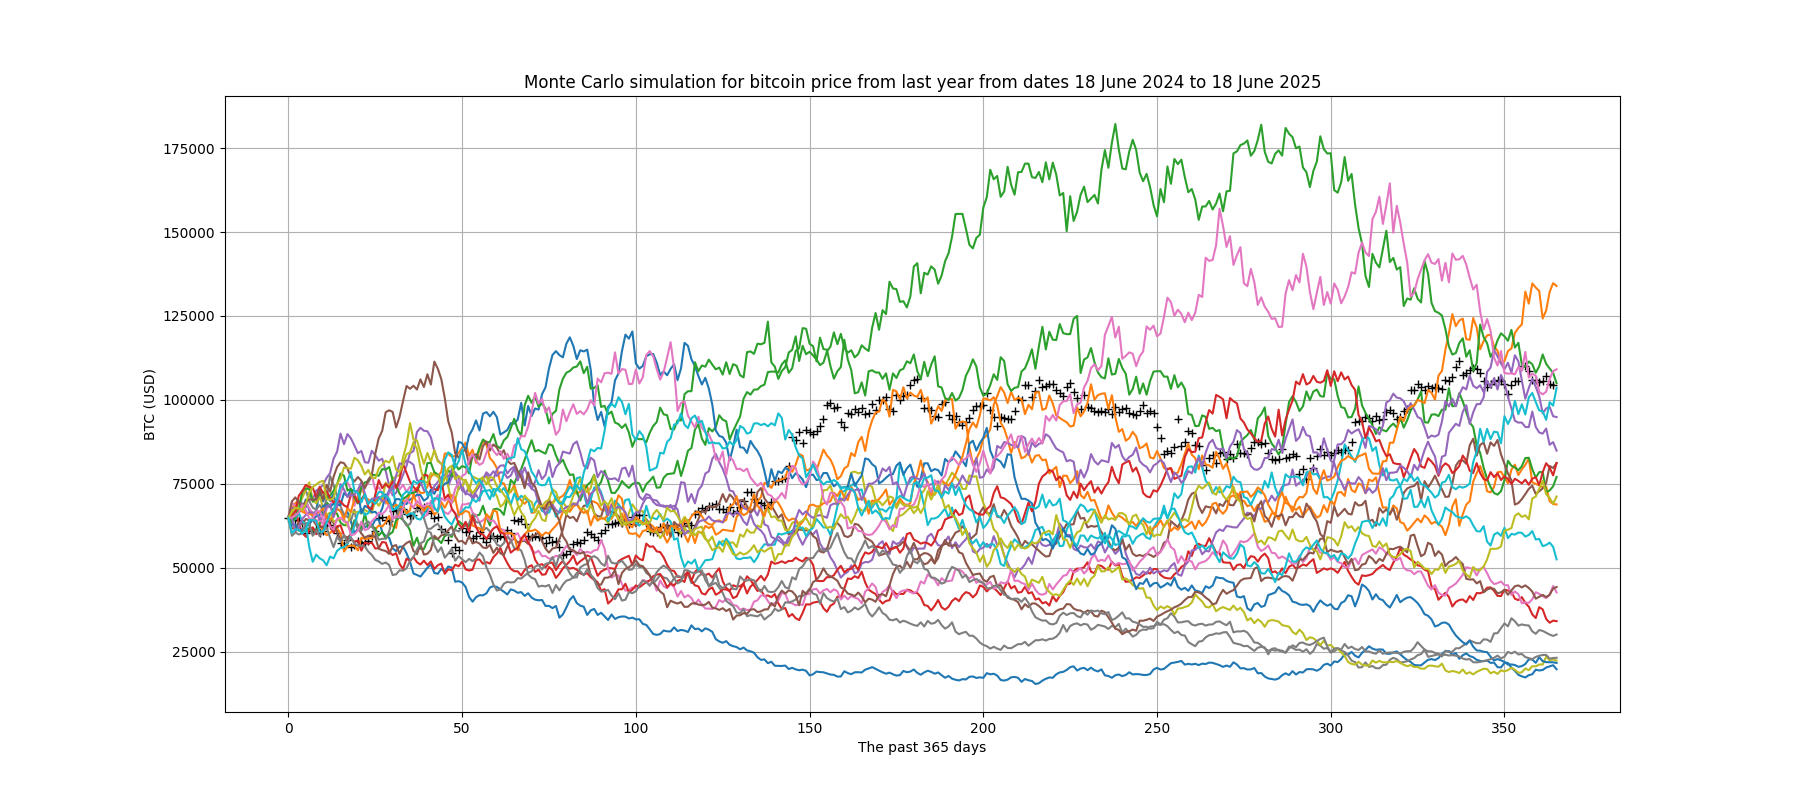 Monte Carlo simulation for bitcoin price from last year from dates 18 June 2024 to 18 June 2025
175000
150000
125000
100000
75000
50000
25000
BTC (USD)
0 50 100 150 200 250 300 350
The past 365 days